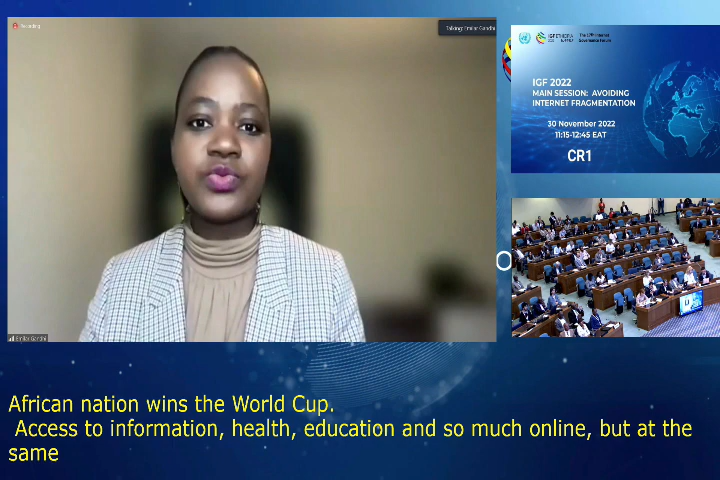 Recording
Talking: Emilar Gandhi
IGF 2022
MAIN SESSION: AVOIDING
INTERNET FRAGMENTATION
30 November 2022
11:15-12:45 EAT
CR1
Emilar Gandhi
African nation wins the World Cup.
Access to information, health, education and so much online, but at the
same